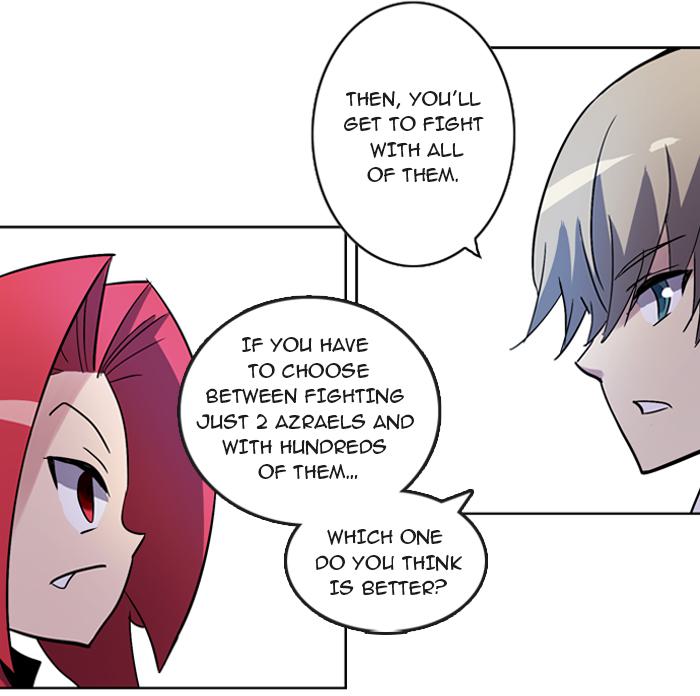 THEN, YOU'LL
GET TO FIGHT
WITH ALL
OF THEM.
IF YOU HAVE
TO CHOOSE
BETWEEN FIGHTING
JUST 2 AZRAELS AND
WITH HUNDREDS
OF THEM...
WHICH ONE
DO YOU THINK
IS BETTER?